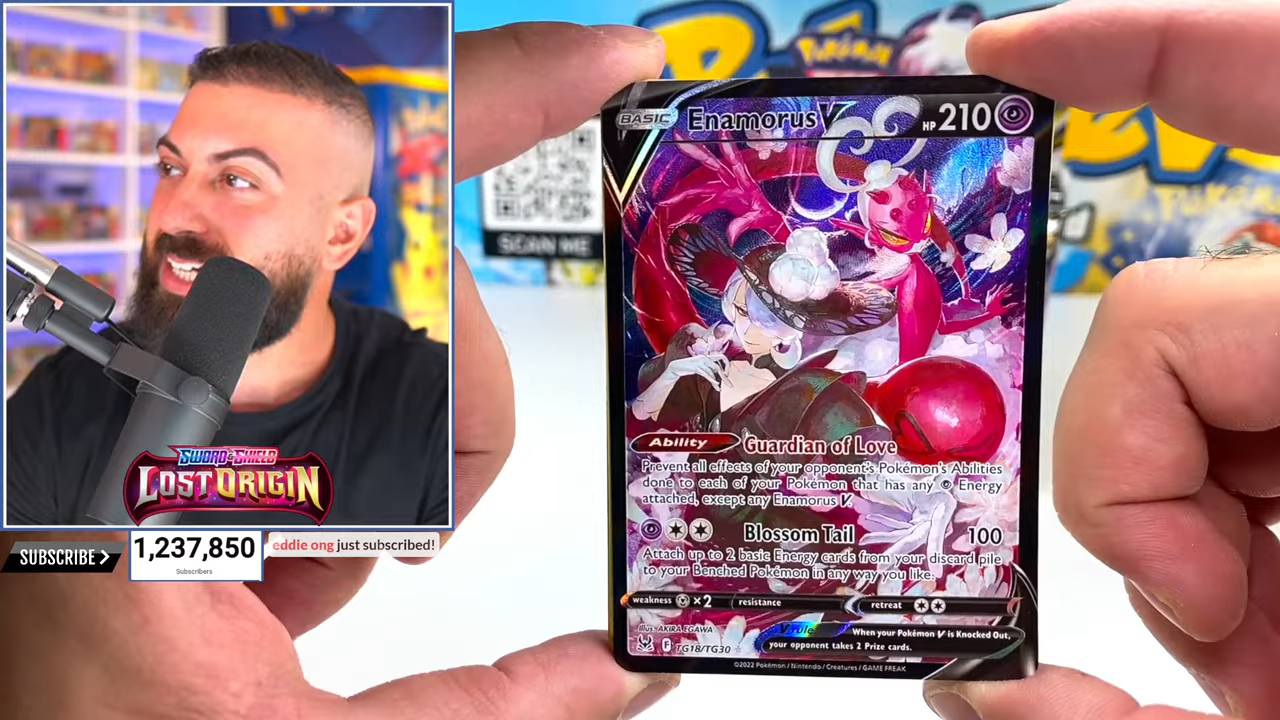 Pokémon
SCAN ME
BASIC
Enamorus V
HP 210
Ability
Guardian of Love
Prevent all effects of your opponent's Pokémon's Abilities
done to each of your Pokémon that has any Energy
attached, except any Enamorus V.
Blossom Tail
100
Attach up to 2 basic Energy cards from your discard pile
to your Benched Pokémon in any way you like.
weakness ×2 resistance retreat
Illus. AKIRA EGAWA
F TG18/TG30
V rule
When your Pokémon V is Knocked Out,
your opponent takes 2 Prize cards.
©2022 Pokémon / Nintendo / Creatures / GAME FREAK
SWORD & SHIELD
LOST ORIGIN
SUBSCRIBE >
1,237,850
Subscribers
eddie ong just subscribed!